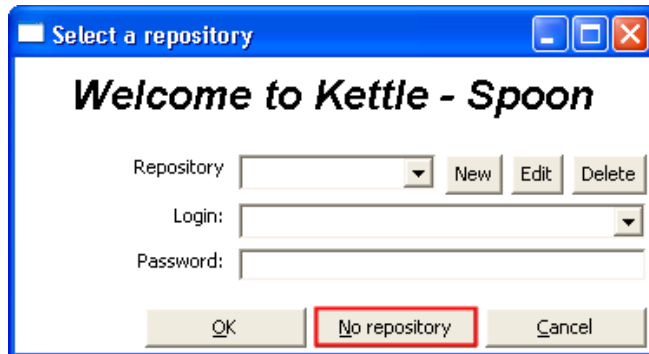 Select a repository
Welcome to Kettle - Spoon
Repository New Edit Delete
Login:
Password:
OK No repository Cancel